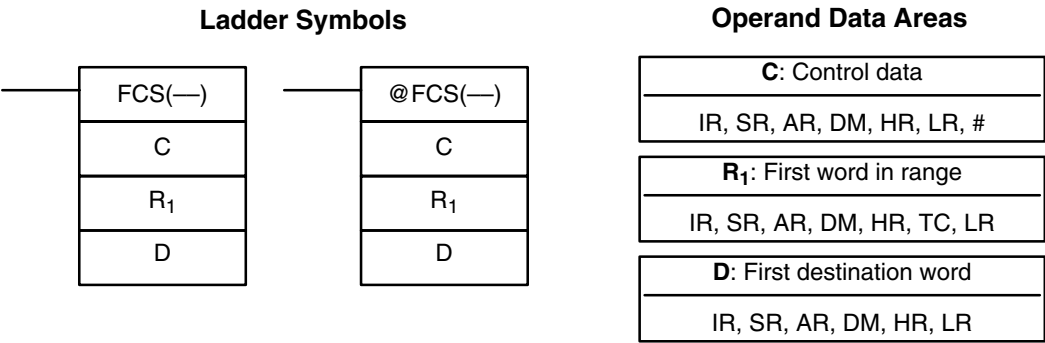 Ladder Symbols
FCS(––)
C
R1
D
@FCS(––)
C
R1
D
Operand Data Areas
C: Control data
IR, SR, AR, DM, HR, LR, #
R1: First word in range
IR, SR, AR, DM, HR, TC, LR
D: First destination word
IR, SR, AR, DM, HR, LR